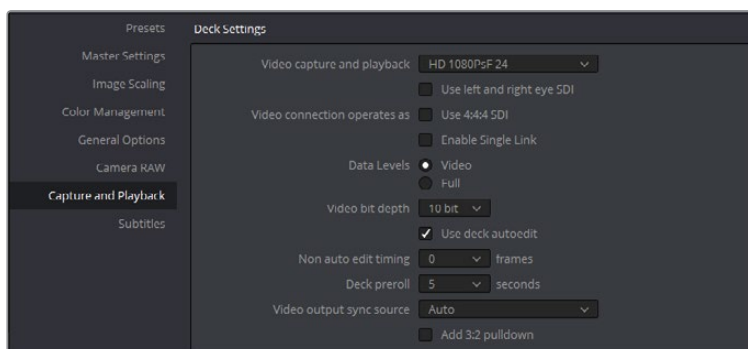 Presets
Master Settings
Image Scaling
Color Management
General Options
Camera RAW
Capture and Playback
Subtitles
Deck Settings
Video capture and playback HD 1080PsF 24
Use left and right eye SDI
Video connection operates as Use 4:4:4 SDI
Enable Single Link
Data Levels Video
Full
Video bit depth 10 bit
Use deck autoedit
Non auto edit timing 0 frames
Deck preroll 5 seconds
Video output sync source Auto
Add 3:2 pulldown